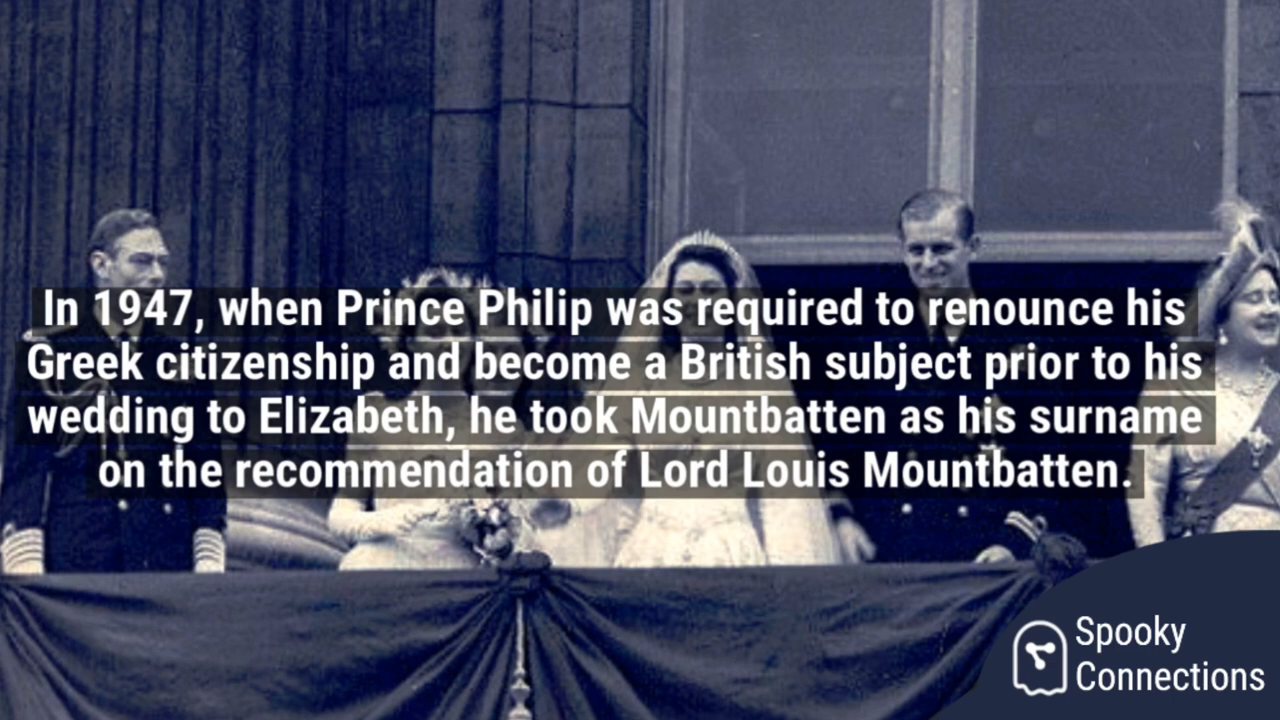 In 1947, when Prince Philip was required to renounce his
Greek citizenship and become a British subject prior to his
wedding to Elizabeth, he took Mountbatten as his surname
on the recommendation of Lord Louis Mountbatten.
Spooky
Connections